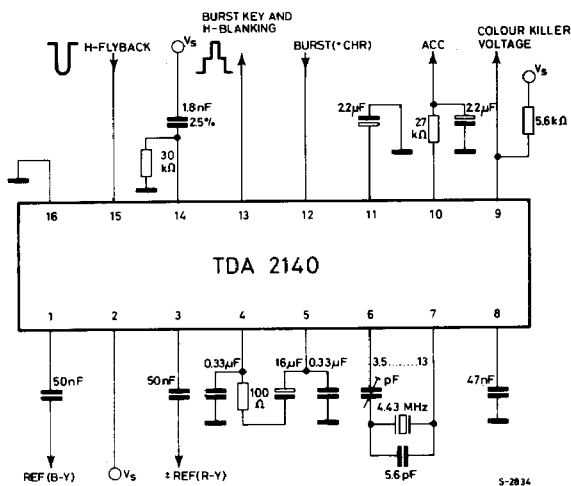 BURST KEY AND
H-BLANKING
COLOUR KILLER
VOLTAGE
H-FLYBACK
Vs
BURST(+CHR)
ACC
Vs
1.8nF
2.5%
2.2µF
27
kΩ
2.2µF
5.6kΩ
30
kΩ
16 15 14 13 12 11 10 9
TDA 2140
1 2 3 4 5 6 7 8
50nF
50nF
0.33µF
16µF
0.33µF
3.5.......13
pF
47nF
100
Ω
4.43 MHz
5.6pF
REF(B-Y)
Vs
±REF(R-Y)
S-2834